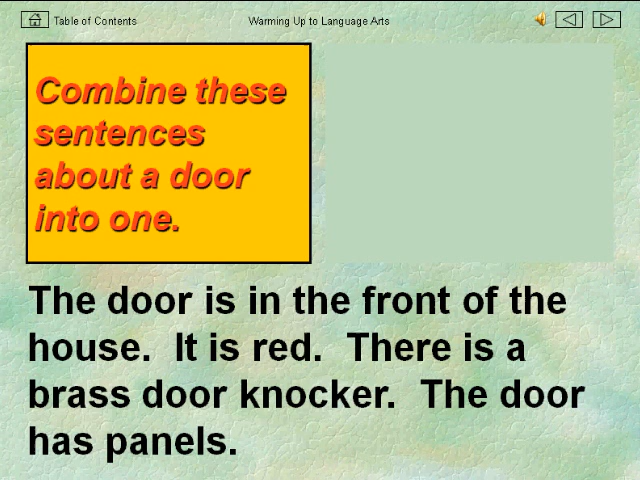 Table of Contents
Warming Up to Language Arts
Combine these
sentences
about a door
into one.
The door is in the front of the
house.  It is red.  There is a
brass door knocker.  The door
has panels.